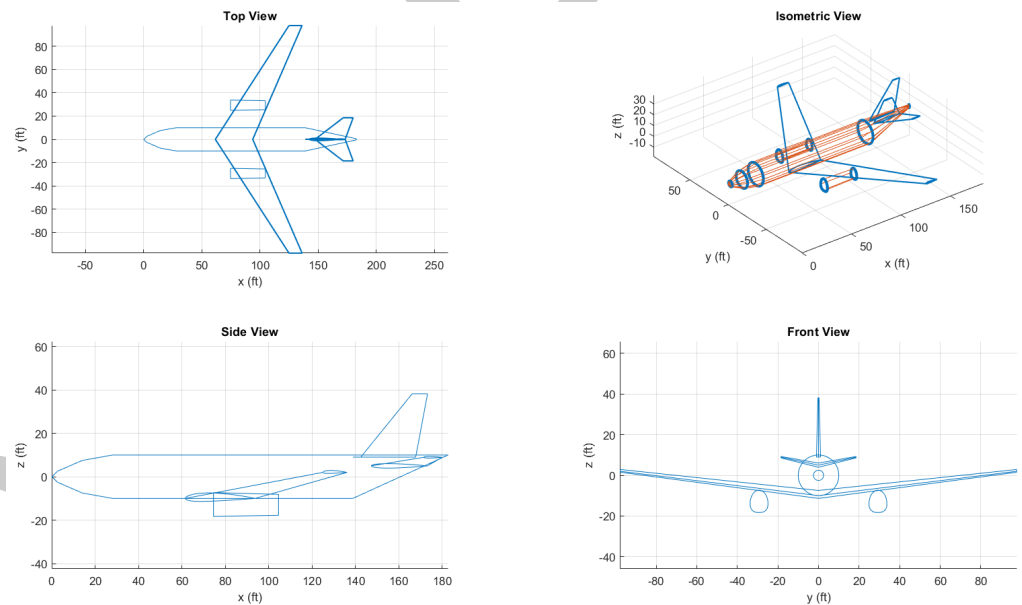 Top View
80
60
40
20
0
-20
-40
-60
-80
y (ft)
-50 0 50 100 150 200 250
x (ft)
Isometric View
30
20
10
0
-10
z (ft)
50
0
-50
y (ft)
0
50
100
150
x (ft)
Side View
60
40
20
0
-20
-40
z (ft)
0 20 40 60 80 100 120 140 160 180
x (ft)
Front View
60
40
20
0
-20
-40
z (ft)
-80 -60 -40 -20 0 20 40 60 80
y (ft)